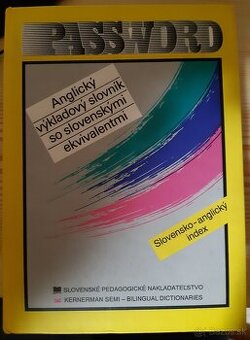 PASSWORD
Anglický
výkladový slovník
so slovenskými
ekvivalentmi
Slovensko-anglický
index
SLOVENSKÉ PEDAGOGICKÉ NAKLADATEĽSTVO
KERNERMAN SEMI – BILINGUAL DICTIONARIES